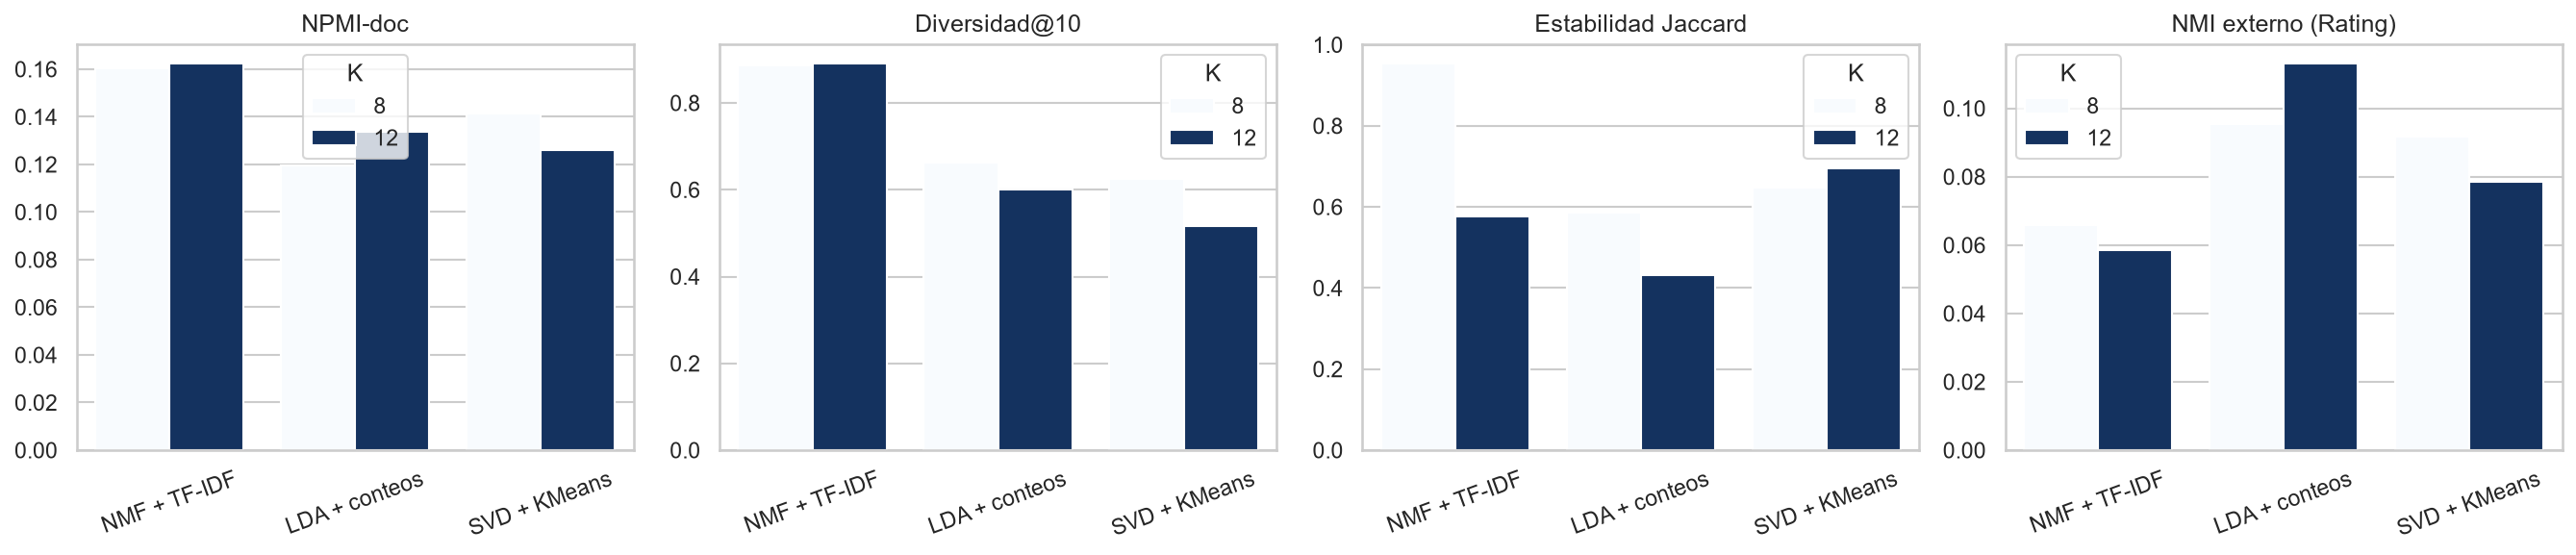 NPMI-doc
0.16
0.14
0.12
0.10
0.08
0.06
0.04
0.02
0.00
K
8
12
NMF + TF-IDF
LDA + conteos
SVD + KMeans
Diversidad@10
0.8
0.6
0.4
0.2
0.0
K
8
12
NMF + TF-IDF
LDA + conteos
SVD + KMeans
Estabilidad Jaccard
1.0
0.8
0.6
0.4
0.2
0.0
K
8
12
NMF + TF-IDF
LDA + conteos
SVD + KMeans
NMI externo (Rating)
0.10
0.08
0.06
0.04
0.02
0.00
K
8
12
NMF + TF-IDF
LDA + conteos
SVD + KMeans